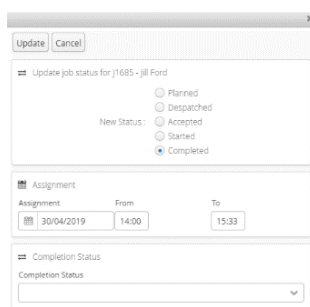 Update Cancel
Update job status for J1685 - Jill Ford
Planned
Despatched
New Status : Accepted
Started
Completed
Assignment
Assignment From To
30/04/2019 14:00 15:33
Completion Status
Completion Status